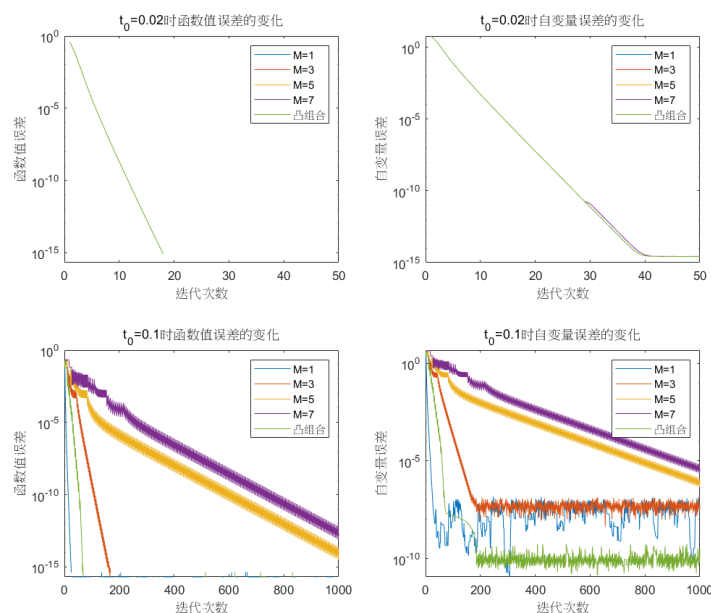 t₀=0.02时函数值误差的变化
10⁰
10⁻⁵
10⁻¹⁰
10⁻¹⁵
函数值误差
0 10 20 30 40 50
迭代次数
M=1
M=3
M=5
M=7
凸组合
t₀=0.02时自变量误差的变化
10⁰
10⁻⁵
10⁻¹⁰
10⁻¹⁵
自变量误差
0 10 20 30 40 50
迭代次数
M=1
M=3
M=5
M=7
凸组合
t₀=0.1时函数值误差的变化
10⁰
10⁻⁵
10⁻¹⁰
10⁻¹⁵
函数值误差
0 200 400 600 800 1000
迭代次数
M=1
M=3
M=5
M=7
凸组合
t₀=0.1时自变量误差的变化
10⁰
10⁻⁵
10⁻¹⁰
自变量误差
0 200 400 600 800 1000
迭代次数
M=1
M=3
M=5
M=7
凸组合